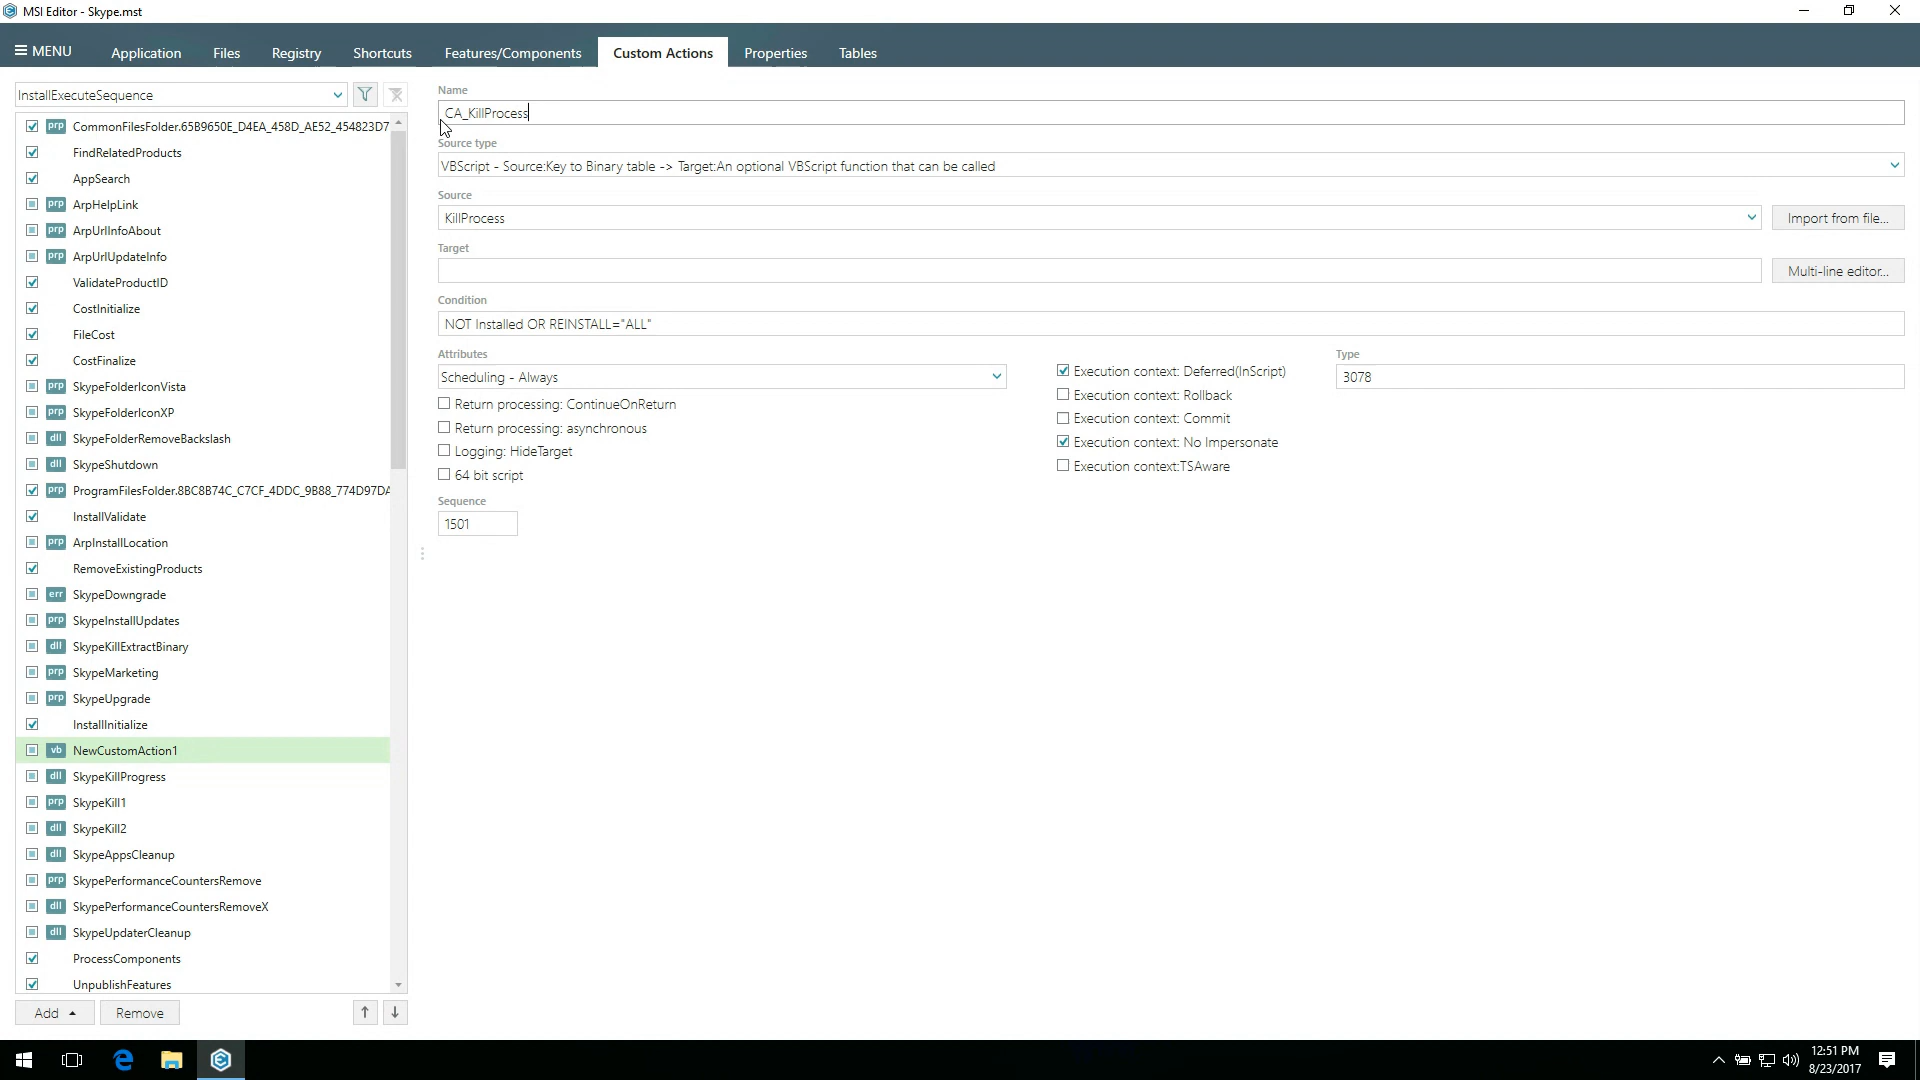 MSI Editor - Skype.mst
MENU
Application
Files
Registry
Shortcuts
Features/Components
Custom Actions
Properties
Tables
InstallExecuteSequence
prp CommonFilesFolder.65B9650E_D4EA_458D_AE52_454823D7
FindRelatedProducts
AppSearch
prp ArpHelpLink
prp ArpUrlInfoAbout
prp ArpUrlUpdateInfo
ValidateProductID
CostInitialize
FileCost
CostFinalize
prp SkypeFolderIconVista
prp SkypeFolderIconXP
dll SkypeFolderRemoveBackslash
dll SkypeShutdown
prp ProgramFilesFolder.8BC8B74C_C7CF_4DDC_9B88_774D97DA
InstallValidate
prp ArpInstallLocation
RemoveExistingProducts
err SkypeDowngrade
prp SkypeInstallUpdates
dll SkypeKillExtractBinary
prp SkypeMarketing
prp SkypeUpgrade
InstallInitialize
vb NewCustomAction1
dll SkypeKillProgress
prp SkypeKill1
dll SkypeKill2
dll SkypeAppsCleanup
prp SkypePerformanceCountersRemove
dll SkypePerformanceCountersRemoveX
dll SkypeUpdaterCleanup
ProcessComponents
UnpublishFeatures
Add
Remove
Name
CA_KillProcess
Source type
VBScript - Source:Key to Binary table -> Target:An optional VBScript function that can be called
Source
KillProcess
Import from file...
Target
Multi-line editor...
Condition
NOT Installed OR REINSTALL="ALL"
Attributes
Scheduling - Always
Return processing: ContinueOnReturn
Return processing: asynchronous
Logging: HideTarget
64 bit script
Execution context: Deferred(InScript)
Execution context: Rollback
Execution context: Commit
Execution context: No Impersonate
Execution context:TSAware
Type
3078
Sequence
1501
12:51 PM
8/23/2017